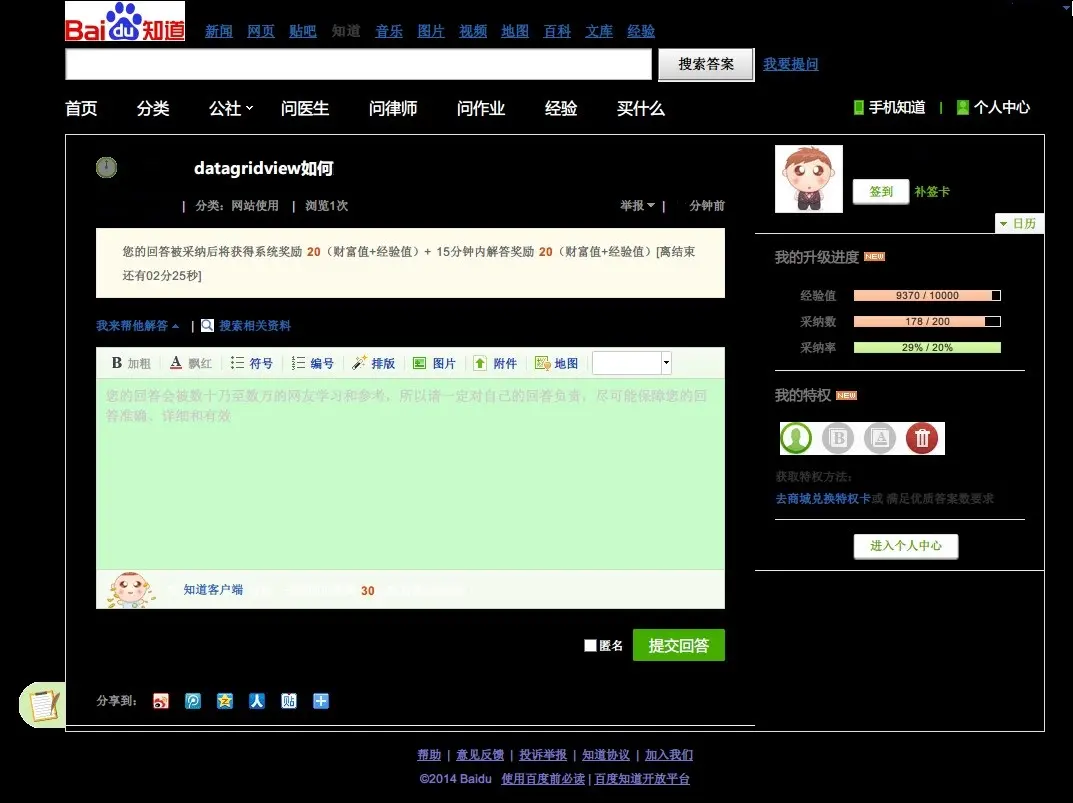 Bai du 知道
新闻 网页 贴吧 知道 音乐 图片 视频 地图 百科 文库 经验
搜索答案 我要提问
首页 分类 公社 问医生 问律师 问作业 经验 买什么 手机知道 | 个人中心
datagridview如何
| 分类：网站使用 | 浏览1次 举报 | 分钟前
您的回答被采纳后将获得系统奖励 20（财富值+经验值）+ 15分钟内解答奖励 20（财富值+经验值）[离结束
还有02分25秒]
我来帮他解答 | 搜索相关资料
B 加粗 A 飘红 符号 编号 排版 图片 附件 地图
您的回答会被数十乃至数万的网友学习和参考，所以请一定对自己的回答负责，尽可能保障您的回
答准确、详细和有效
知道客户端 30
匿名 提交回答
分享到：
贴
签到 补签卡
日历
我的升级进度 NEW
经验值 9370 / 10000
采纳数 178 / 200
采纳率 29% / 20%
我的特权 NEW
B A
获取特权方法：
去商城兑换特权卡或 满足优质答案数要求
进入个人中心
帮助 | 意见反馈 | 投诉举报 | 知道协议 | 加入我们
©2014 Baidu 使用百度前必读 | 百度知道开放平台